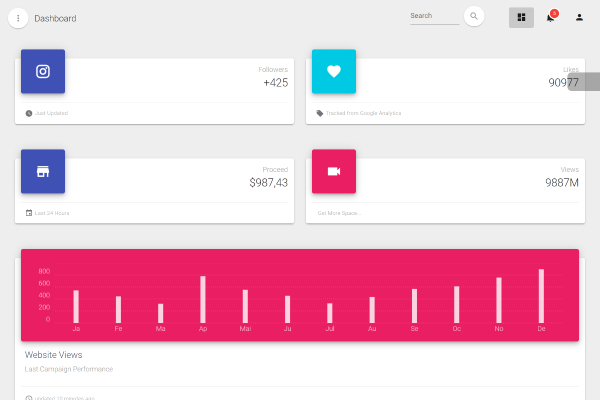 Dashboard
Search
5
Followers
+425
Just Updated
Likes
90977
Tracked from Google Analytics
Proceed
$987,43
Last 24 Hours
Views
9887M
Get More Space...
800
600
400
200
0
Ja Fe Ma Ap Mai Ju Jul Au Se Oc No De
Website Views
Last Campaign Performance
updated 10 minutes ago